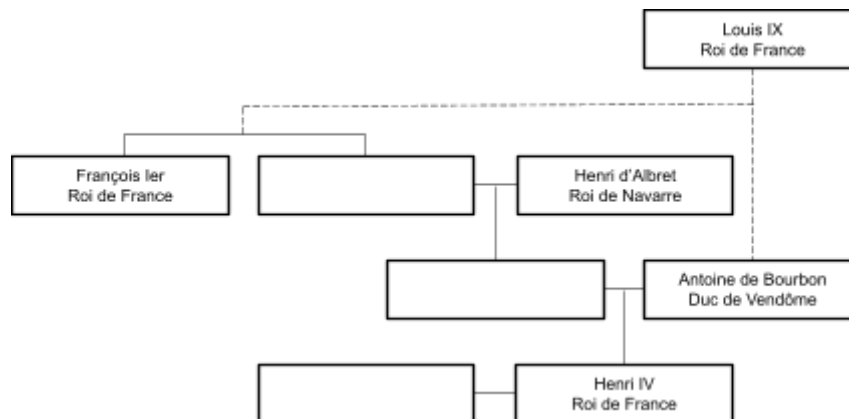 Louis IX
Roi de France
François Ier
Roi de France
Henri d'Albret
Roi de Navarre
Antoine de Bourbon
Duc de Vendôme
Henri IV
Roi de France